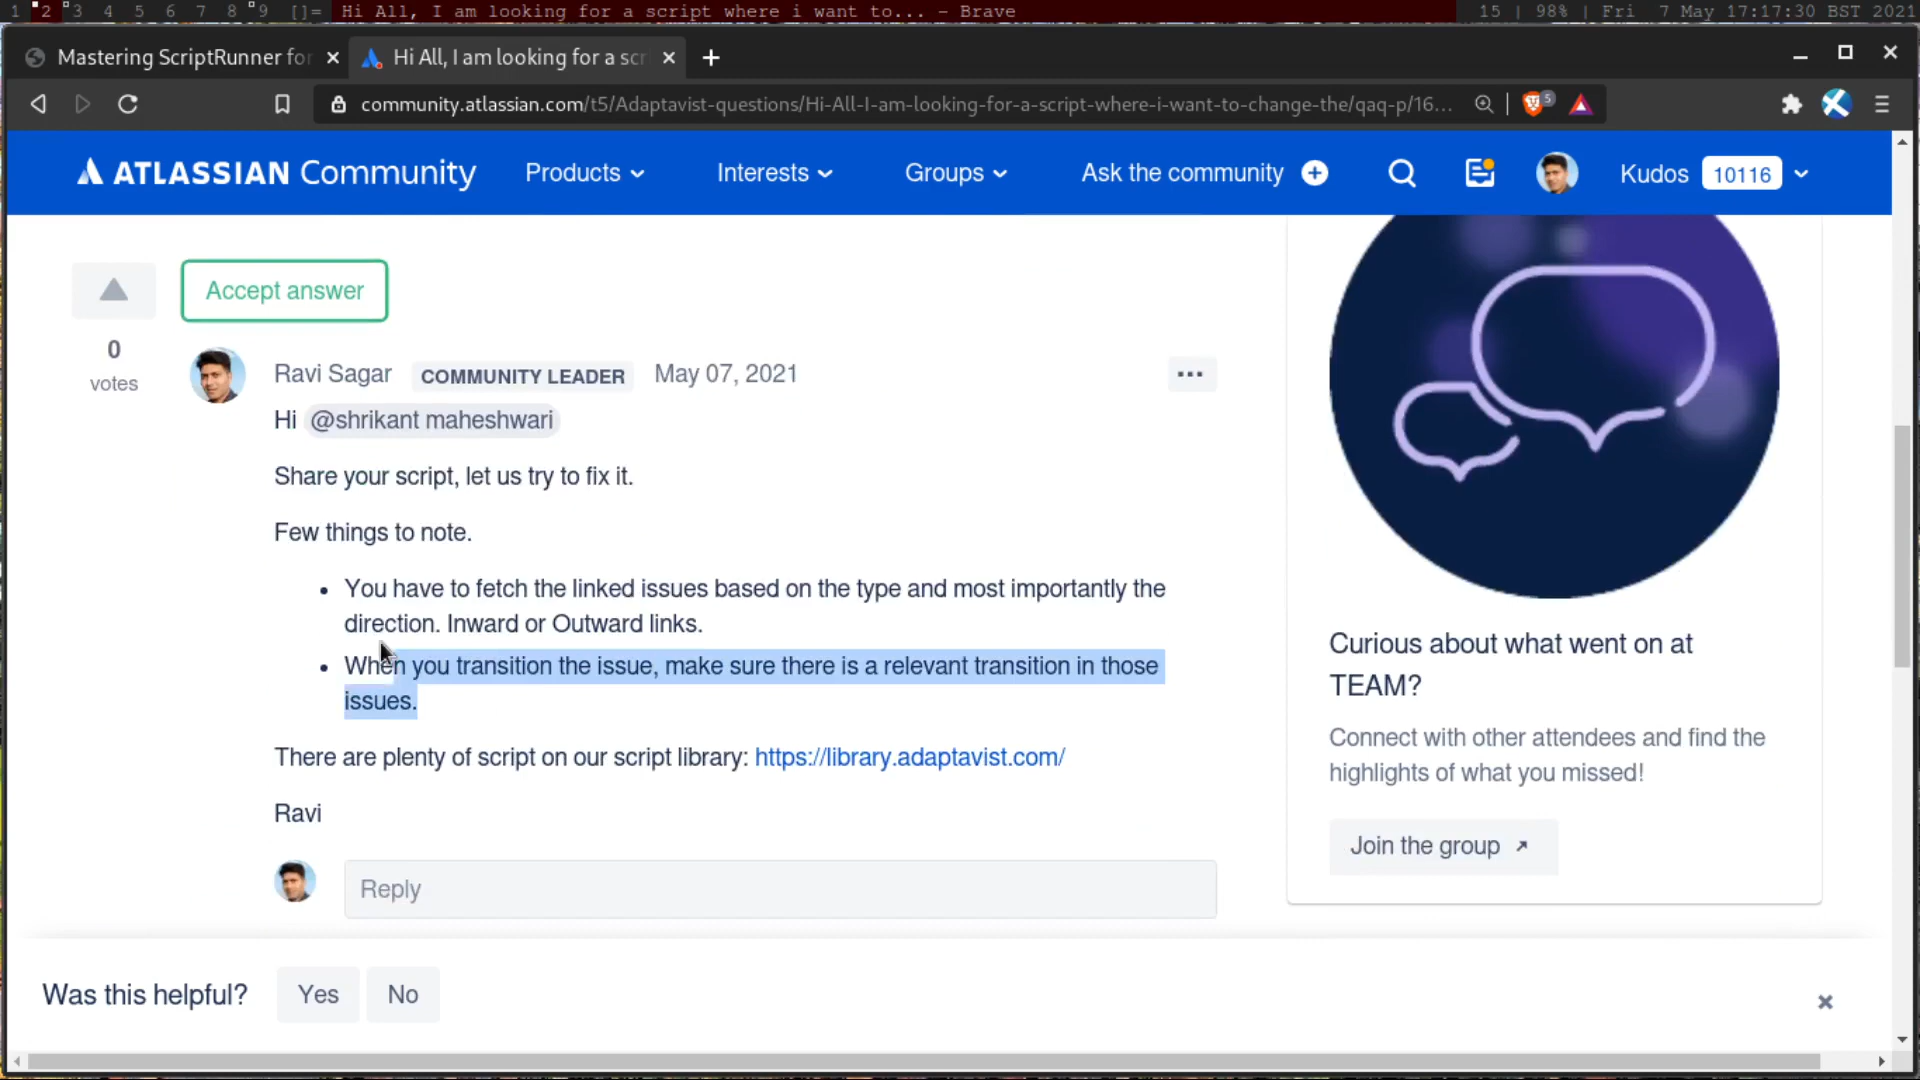 1 2 3 4 5 6 7 8 9 []= Hi All, I am looking for a script where i want to... - Brave 15 | 98% | Fri 7 May 17:17:30 BST 2021
Mastering ScriptRunner for Hi All, I am looking for a scr
community.atlassian.com/t5/Adaptavist-questions/Hi-All-I-am-looking-for-a-script-where-i-want-to-change-the/qaq-p/16... 5
ATLASSIAN Community Products Interests Groups Ask the community Kudos 10116
Accept answer
0
votes
Ravi Sagar COMMUNITY LEADER May 07, 2021
Hi @shrikant maheshwari
Share your script, let us try to fix it.
Few things to note.
• You have to fetch the linked issues based on the type and most importantly the
direction. Inward or Outward links.
• When you transition the issue, make sure there is a relevant transition in those
issues.
There are plenty of script on our script library: https://library.adaptavist.com/
Ravi
Reply
Curious about what went on at
TEAM?
Connect with other attendees and find the
highlights of what you missed!
Join the group
Was this helpful? Yes No